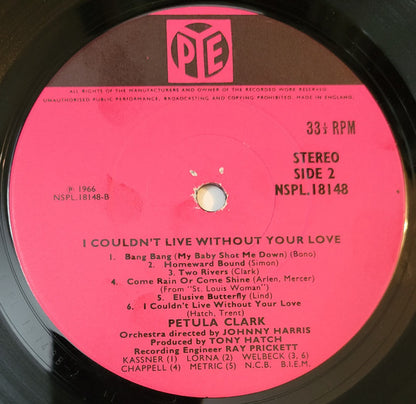 PYE
ALL RIGHTS OF THE MANUFACTURERS AND OWNER OF THE RECORDED WORK RESERVED.
UNAUTHORISED PUBLIC PERFORMANCE, BROADCASTING AND COPYING PROHIBITED. MADE IN ENGLAND.
33⅓ RPM
STEREO
SIDE 2
NSPL.18148
℗ 1966
NSPL.18148-B
I COULDN'T LIVE WITHOUT YOUR LOVE
1. Bang Bang (My Baby Shot Me Down) (Bono)
2. Homeward Bound (Simon)
3. Two Rivers (Clark)
4. Come Rain Or Come Shine (Arlen, Mercer)
(From "St. Louis Woman")
5. Elusive Butterfly (Lind)
6. I Couldn't Live Without Your Love
(Hatch, Trent)
PETULA CLARK
Orchestra directed by JOHNNY HARRIS
Produced by TONY HATCH
Recording Engineer RAY PRICKETT
KASSNER (1) LORNA (2) WELBECK (3, 6)
CHAPPELL (4) METRIC (5) N.C.B. B.I.E.M.